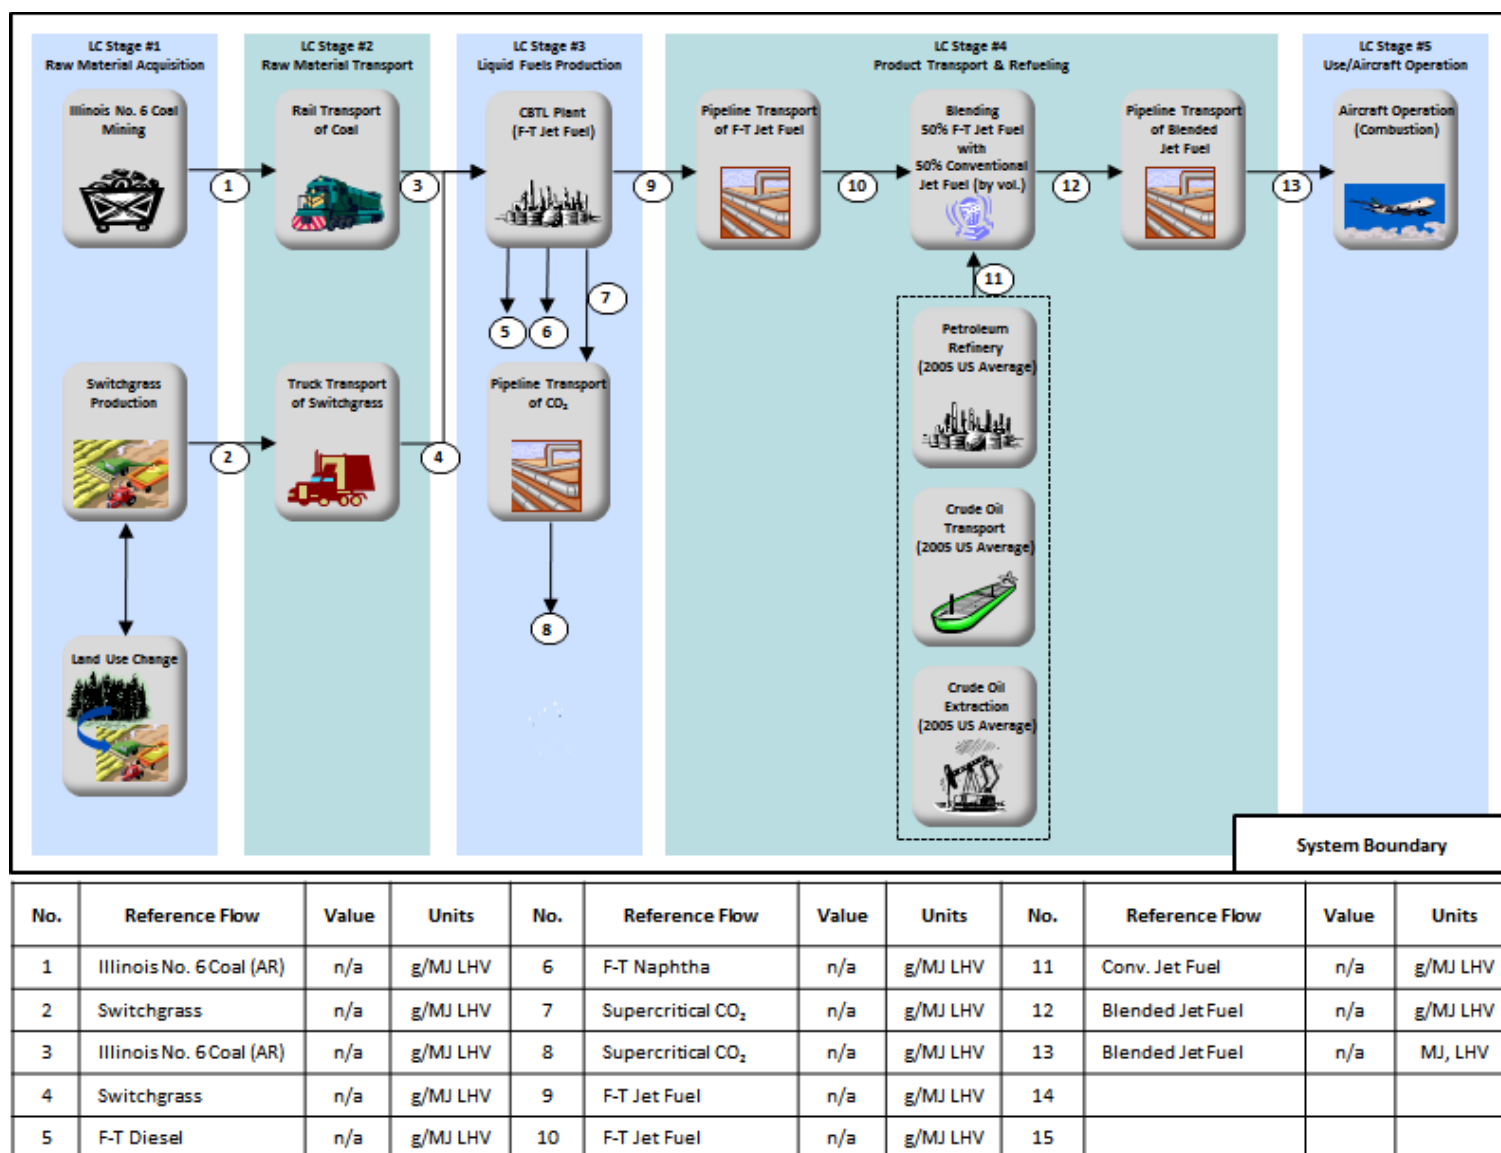 LC Stage #1
Raw Material Acquisition
LC Stage #2
Raw Material Transport
LC Stage #3
Liquid Fuels Production
LC Stage #4
Product Transport & Refueling
LC Stage #5
Use/Aircraft Operation
Illinois No. 6 Coal
Mining
Rail Transport
of Coal
CBTL Plant
(F-T Jet Fuel)
Pipeline Transport
of F-T Jet Fuel
Blending
50% F-T Jet Fuel
with
50% Conventional
Jet Fuel (by vol.)
Pipeline Transport
of Blended
Jet Fuel
Aircraft Operation
(Combustion)
1
3
9
10
12
13
11
7
5
6
Petroleum
Refinery
(2005 US Average)
Switchgrass
Production
Truck Transport
of Switchgrass
Pipeline Transport
of CO₂
2
4
Crude Oil
Transport
(2005 US Average)
8
Land Use Change
Crude Oil
Extraction
(2005 US Average)
System Boundary
No. Reference Flow Value Units No. Reference Flow Value Units No. Reference Flow Value Units
1 Illinois No. 6 Coal (AR) n/a g/MJ LHV 6 F-T Naphtha n/a g/MJ LHV 11 Conv. Jet Fuel n/a g/MJ LHV
2 Switchgrass n/a g/MJ LHV 7 Supercritical CO₂ n/a g/MJ LHV 12 Blended Jet Fuel n/a g/MJ LHV
3 Illinois No. 6 Coal (AR) n/a g/MJ LHV 8 Supercritical CO₂ n/a g/MJ LHV 13 Blended Jet Fuel n/a MJ, LHV
4 Switchgrass n/a g/MJ LHV 9 F-T Jet Fuel n/a g/MJ LHV 14
5 F-T Diesel n/a g/MJ LHV 10 F-T Jet Fuel n/a g/MJ LHV 15